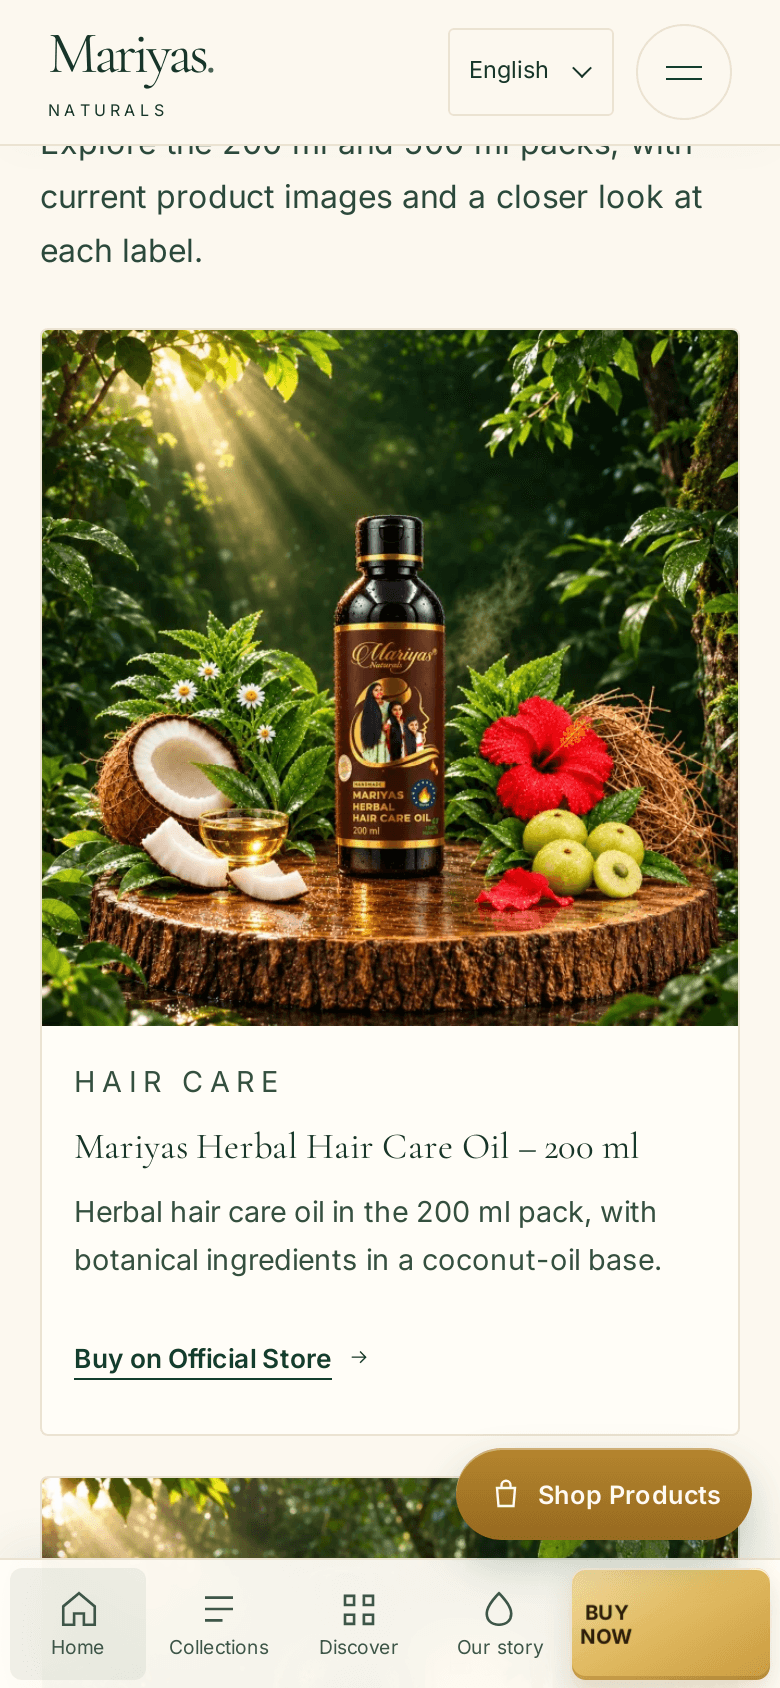 Mariyas.
NATURALS
English
Explore the 200 ml and 500 ml packs, with
current product images and a closer look at
each label.
Mariyas
Naturals
HANDMADE
MARIYAS
HERBAL
HAIR CARE OIL
200 ml
HAIR CARE
Mariyas Herbal Hair Care Oil – 200 ml
Herbal hair care oil in the 200 ml pack, with
botanical ingredients in a coconut-oil base.
Buy on Official Store →
Shop Products
Home
Collections
Discover
Our story
BUY
NOW